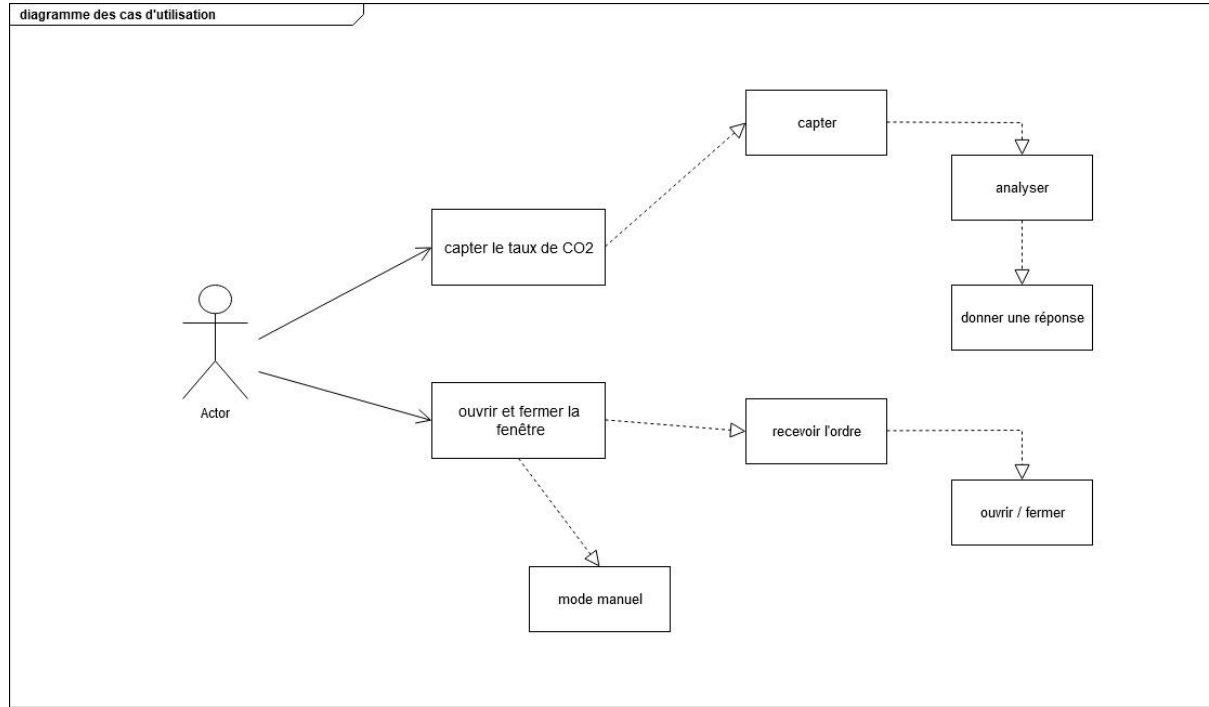 diagramme des cas d'utilisation
capter
analyser
capter le taux de CO2
donner une réponse
Actor
ouvrir et fermer la
fenêtre
recevoir l'ordre
ouvrir / fermer
mode manuel